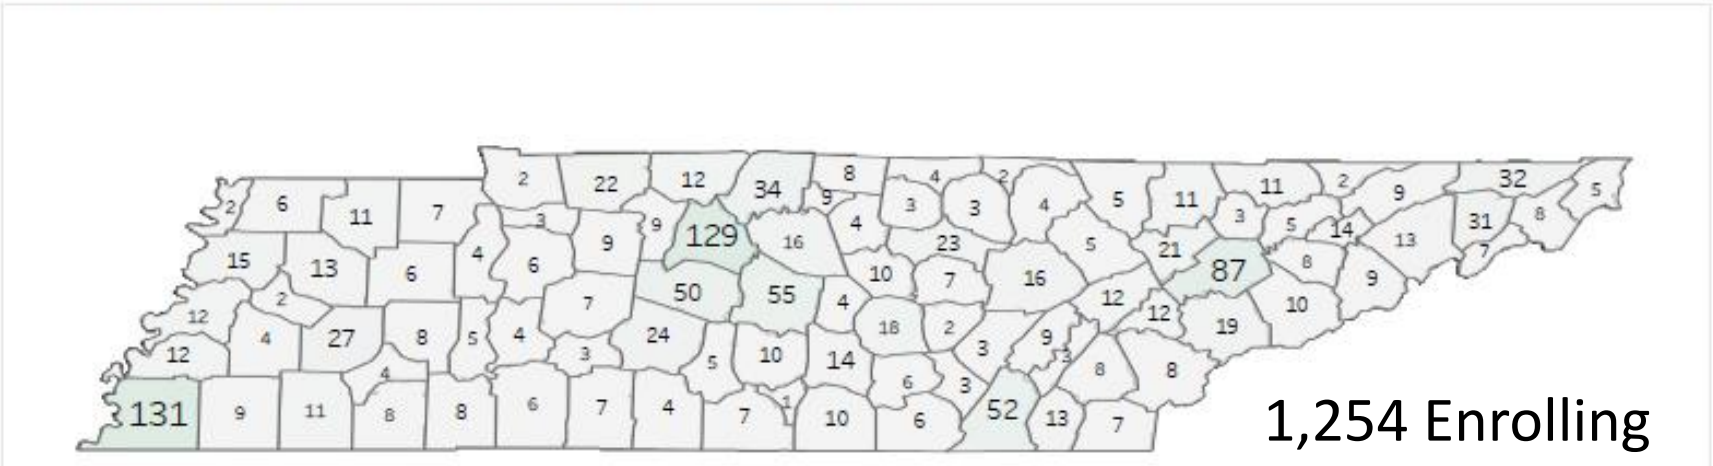 2 22 12 34 8 4 2 5 11 11 2 9 32 5
2 6 11 7 3 9 9 129 16 9 4 3 3 4 23 5 21 3 5 14 13 31 8 7
15 13 6 4 6 7 50 55 10 7 16 12 87 8 9
12 2 4 27 8 5 4 3 24 4 18 2 12 19 10
12 4 5 10 14 6 3 3 9 3 8 8
131 9 11 8 8 6 7 4 7 1 10 6 52 13 7
1,254 Enrolling